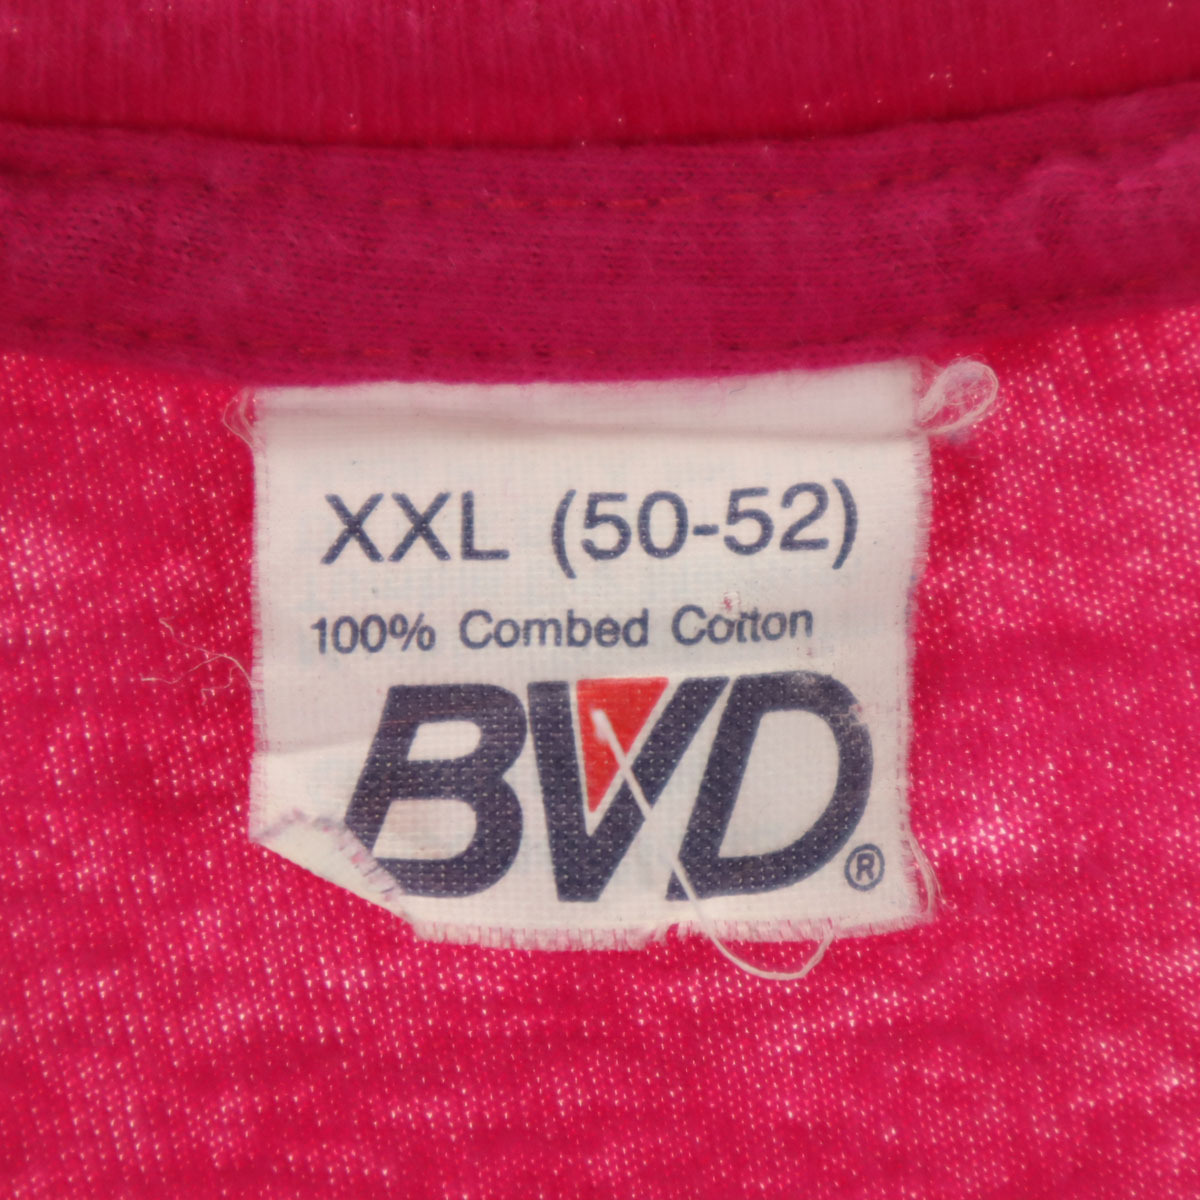 XXL (50-52)
100% Combed Cotton
BVD®